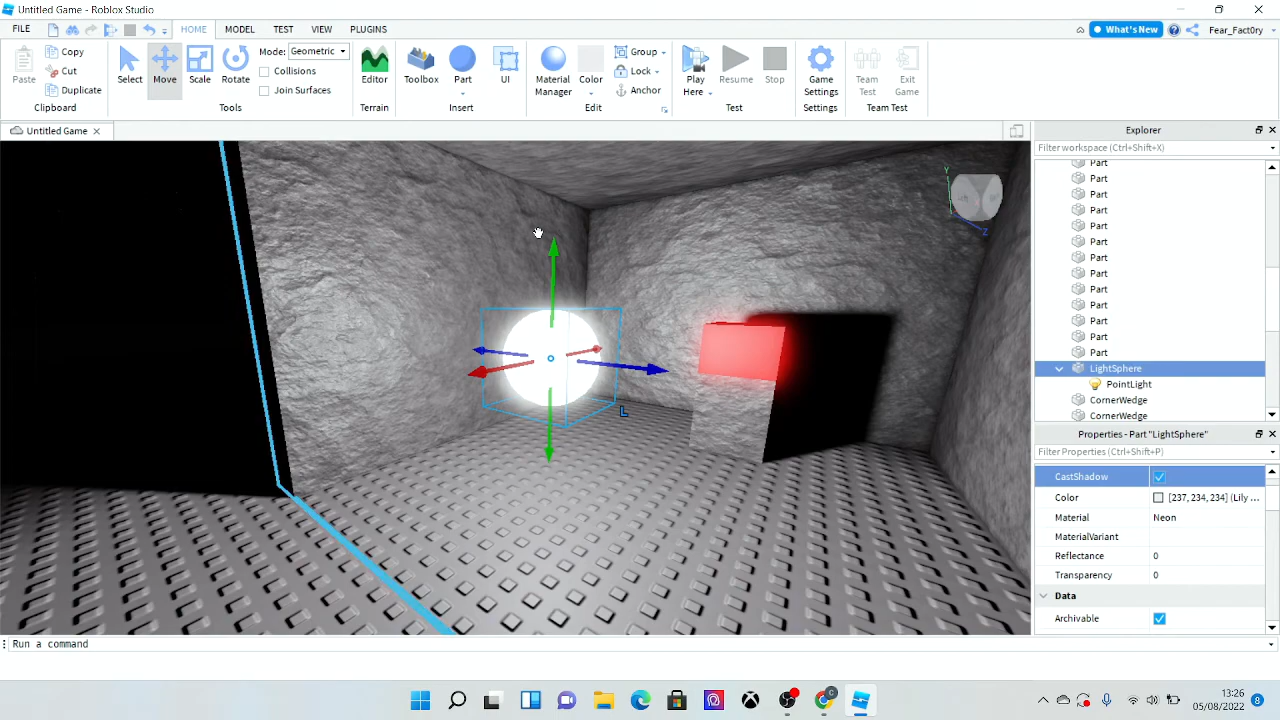 Untitled Game - Roblox Studio
FILE HOME MODEL TEST VIEW PLUGINS What's New Fear_Fact0ry
Paste Copy Cut Duplicate Clipboard
Select Move Scale Rotate Mode: Geometric Collisions Join Surfaces Tools
Editor Terrain
Toolbox Part UI Insert
Material Manager Color Group Lock Anchor Edit
Play Here Resume Stop Test
Game Settings Settings
Team Test Exit Game Team Test
Untitled Game
Y
Z
L
Explorer
Filter workspace (Ctrl+Shift+X)
Part
Part
Part
Part
Part
Part
Part
Part
Part
Part
Part
Part
Part
LightSphere
PointLight
CornerWedge
CornerWedge
Properties - Part "LightSphere"
Filter Properties (Ctrl+Shift+P)
CastShadow
Color [237, 234, 234] (Lily ...
Material Neon
MaterialVariant
Reflectance 0
Transparency 0
Data
Archivable
Run a command
13:26
05/08/2022
8